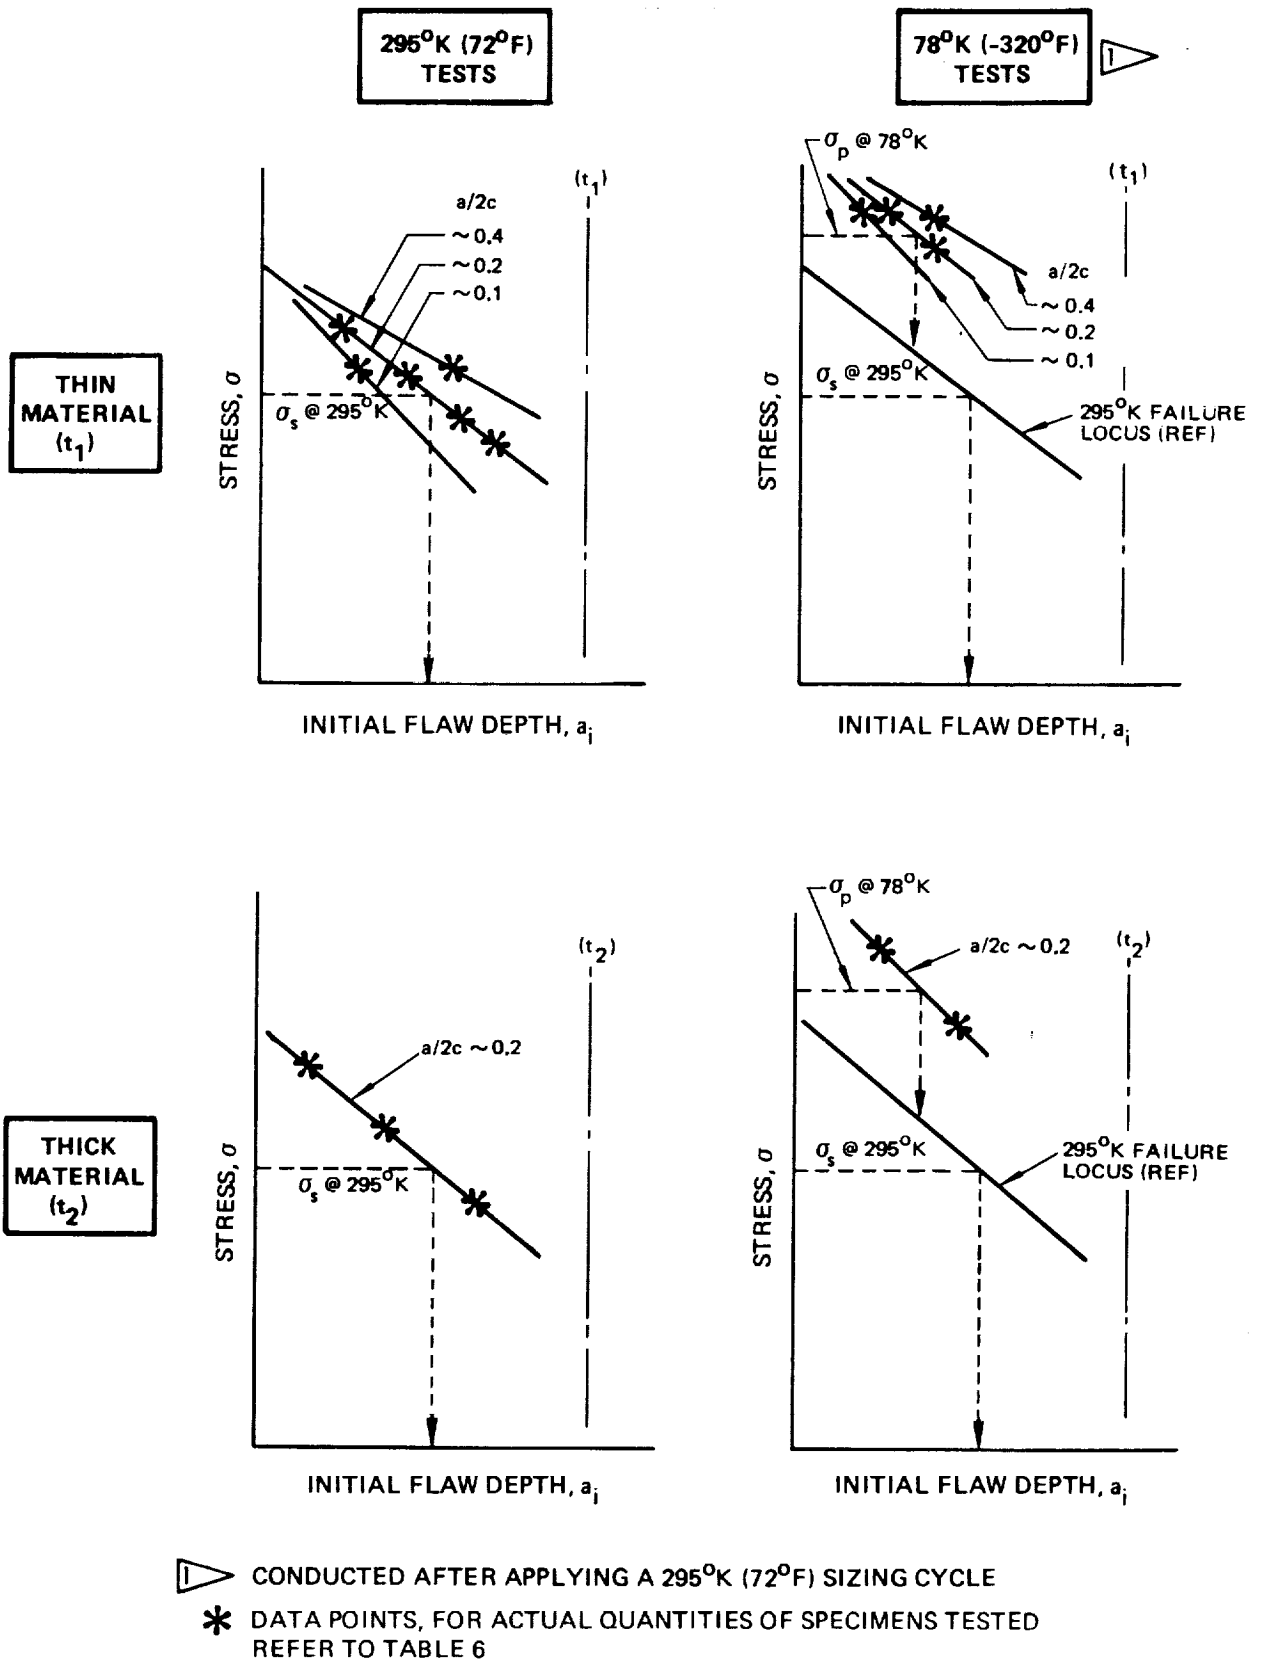 295°K (72°F)
TESTS
78°K (-320°F)
TESTS
1
THIN
MATERIAL
(t1)
a/2c
~0.4
~0.2
~0.1
(t1)
σs @ 295°K
STRESS, σ
INITIAL FLAW DEPTH, ai
σp @ 78°K
(t1)
a/2c
~0.4
~0.2
~0.1
σs @ 295°K
295°K FAILURE
LOCUS (REF)
STRESS, σ
INITIAL FLAW DEPTH, ai
THICK
MATERIAL
(t2)
(t2)
a/2c ~0.2
σs @ 295°K
STRESS, σ
INITIAL FLAW DEPTH, ai
σp @ 78°K
a/2c ~0.2
(t2)
σs @ 295°K
295°K FAILURE
LOCUS (REF)
STRESS, σ
INITIAL FLAW DEPTH, ai
1 CONDUCTED AFTER APPLYING A 295°K (72°F) SIZING CYCLE
* DATA POINTS, FOR ACTUAL QUANTITIES OF SPECIMENS TESTED
REFER TO TABLE 6